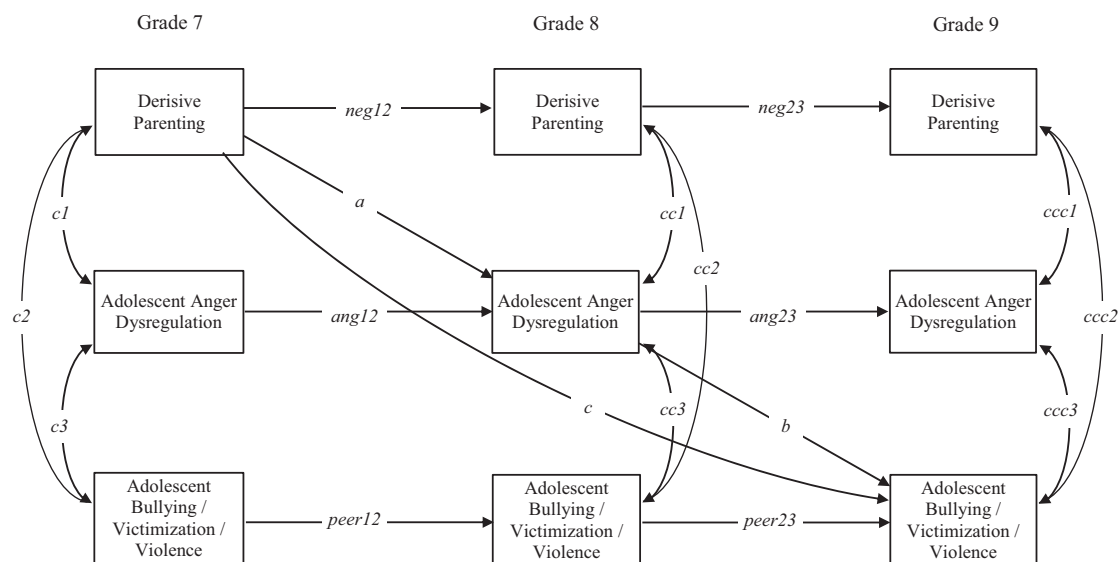 Grade 7
Grade 8
Grade 9
Derisive
Parenting
neg12
Derisive
Parenting
neg23
Derisive
Parenting
a
c1
cc1
ccc1
cc2
c2
Adolescent Anger
Dysregulation
ang12
Adolescent Anger
Dysregulation
ang23
Adolescent Anger
Dysregulation
ccc2
c3
c
cc3
b
ccc3
Adolescent
Bullying /
Victimization /
Violence
peer12
Adolescent
Bullying /
Victimization /
Violence
peer23
Adolescent
Bullying /
Victimization /
Violence